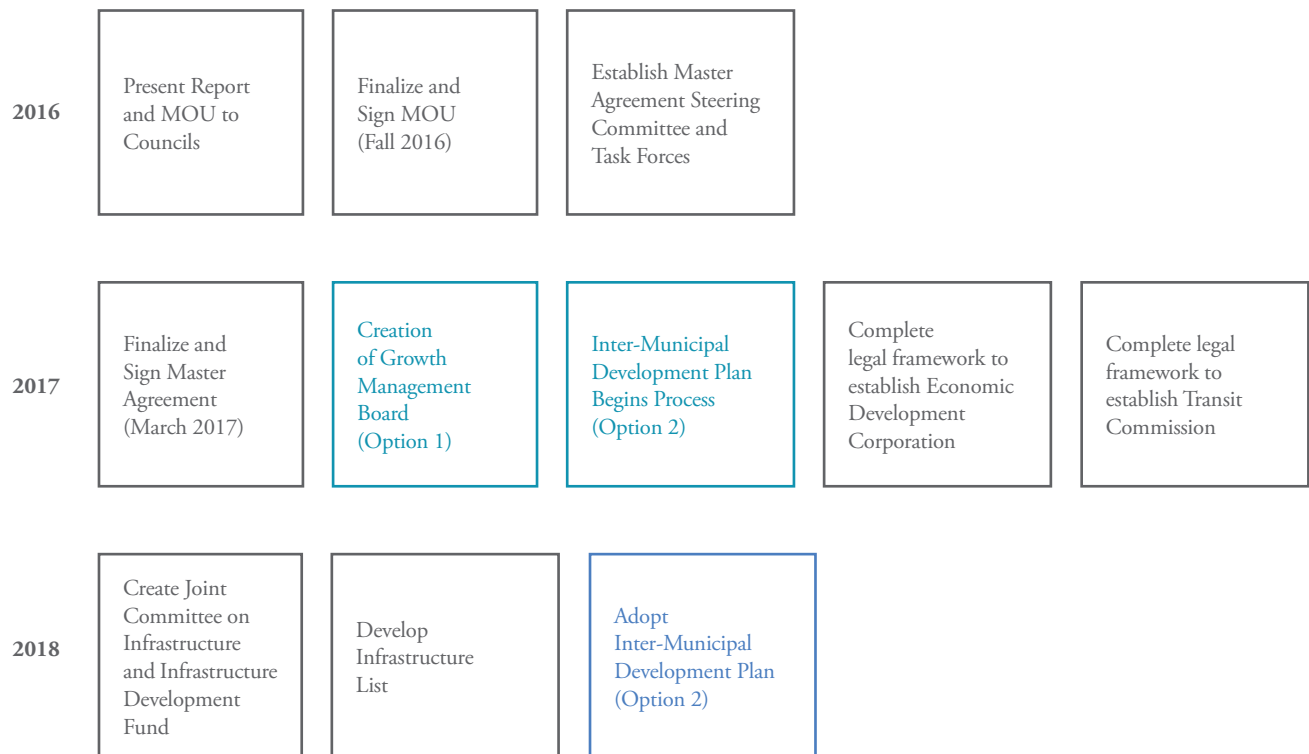 2016
Present Report
and MOU to
Councils
Finalize and
Sign MOU
(Fall 2016)
Establish Master
Agreement Steering
Committee and
Task Forces
2017
Finalize and
Sign Master
Agreement
(March 2017)
Creation
of Growth
Management
Board
(Option 1)
Inter-Municipal
Development Plan
Begins Process
(Option 2)
Complete
legal framework to
establish Economic
Development
Corporation
Complete legal
framework to
establish Transit
Commission
2018
Create Joint
Committee on
Infrastructure
and Infrastructure
Development
Fund
Develop
Infrastructure
List
Adopt
Inter-Municipal
Development Plan
(Option 2)